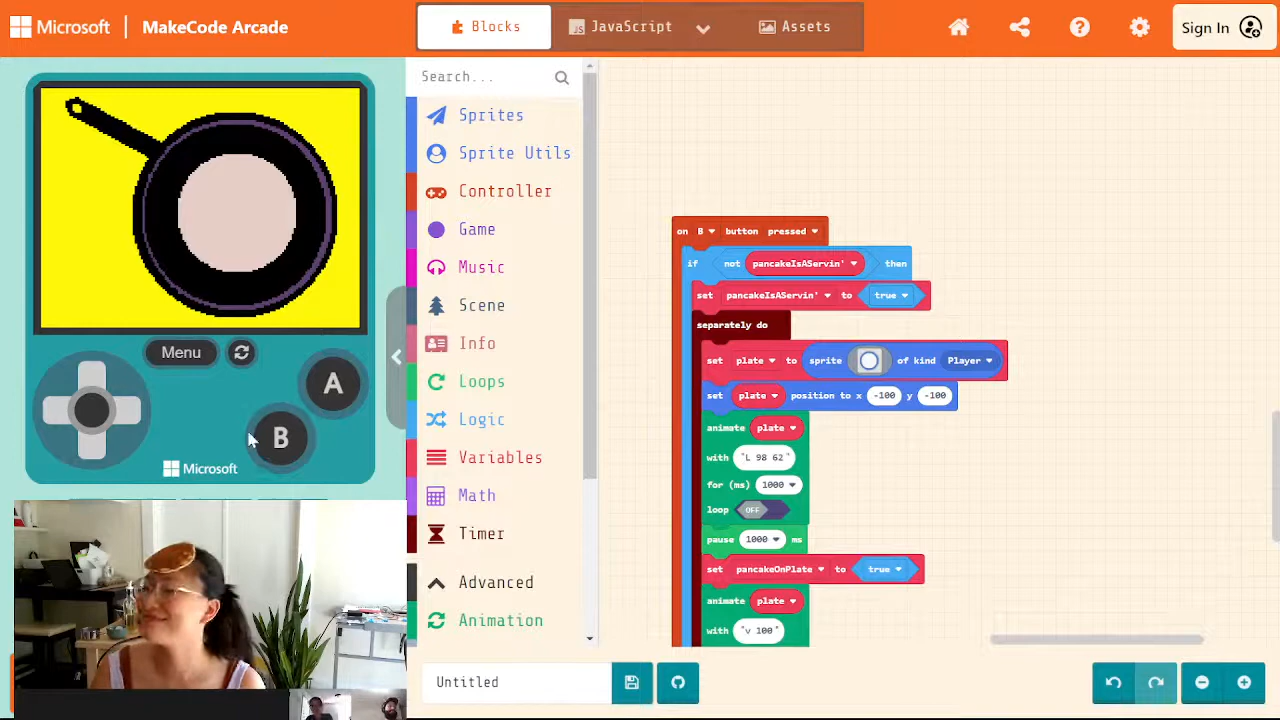 Microsoft
MakeCode Arcade
Blocks
JavaScript
Assets
Sign In
Search...
Sprites
Sprite Utils
Controller
Game
Music
Scene
Info
Loops
Logic
Variables
Math
Timer
Advanced
Animation
Menu
A
B
Microsoft
on B button pressed
if not pancakeIsAServin' then
set pancakeIsAServin' to true
separately do
set plate to sprite of kind Player
set plate position to x -100 y -100
animate plate
with "L 98 62"
for (ms) 1000
loop OFF
pause 1000 ms
set pancakeOnPlate to true
animate plate
with "v 100"
Untitled